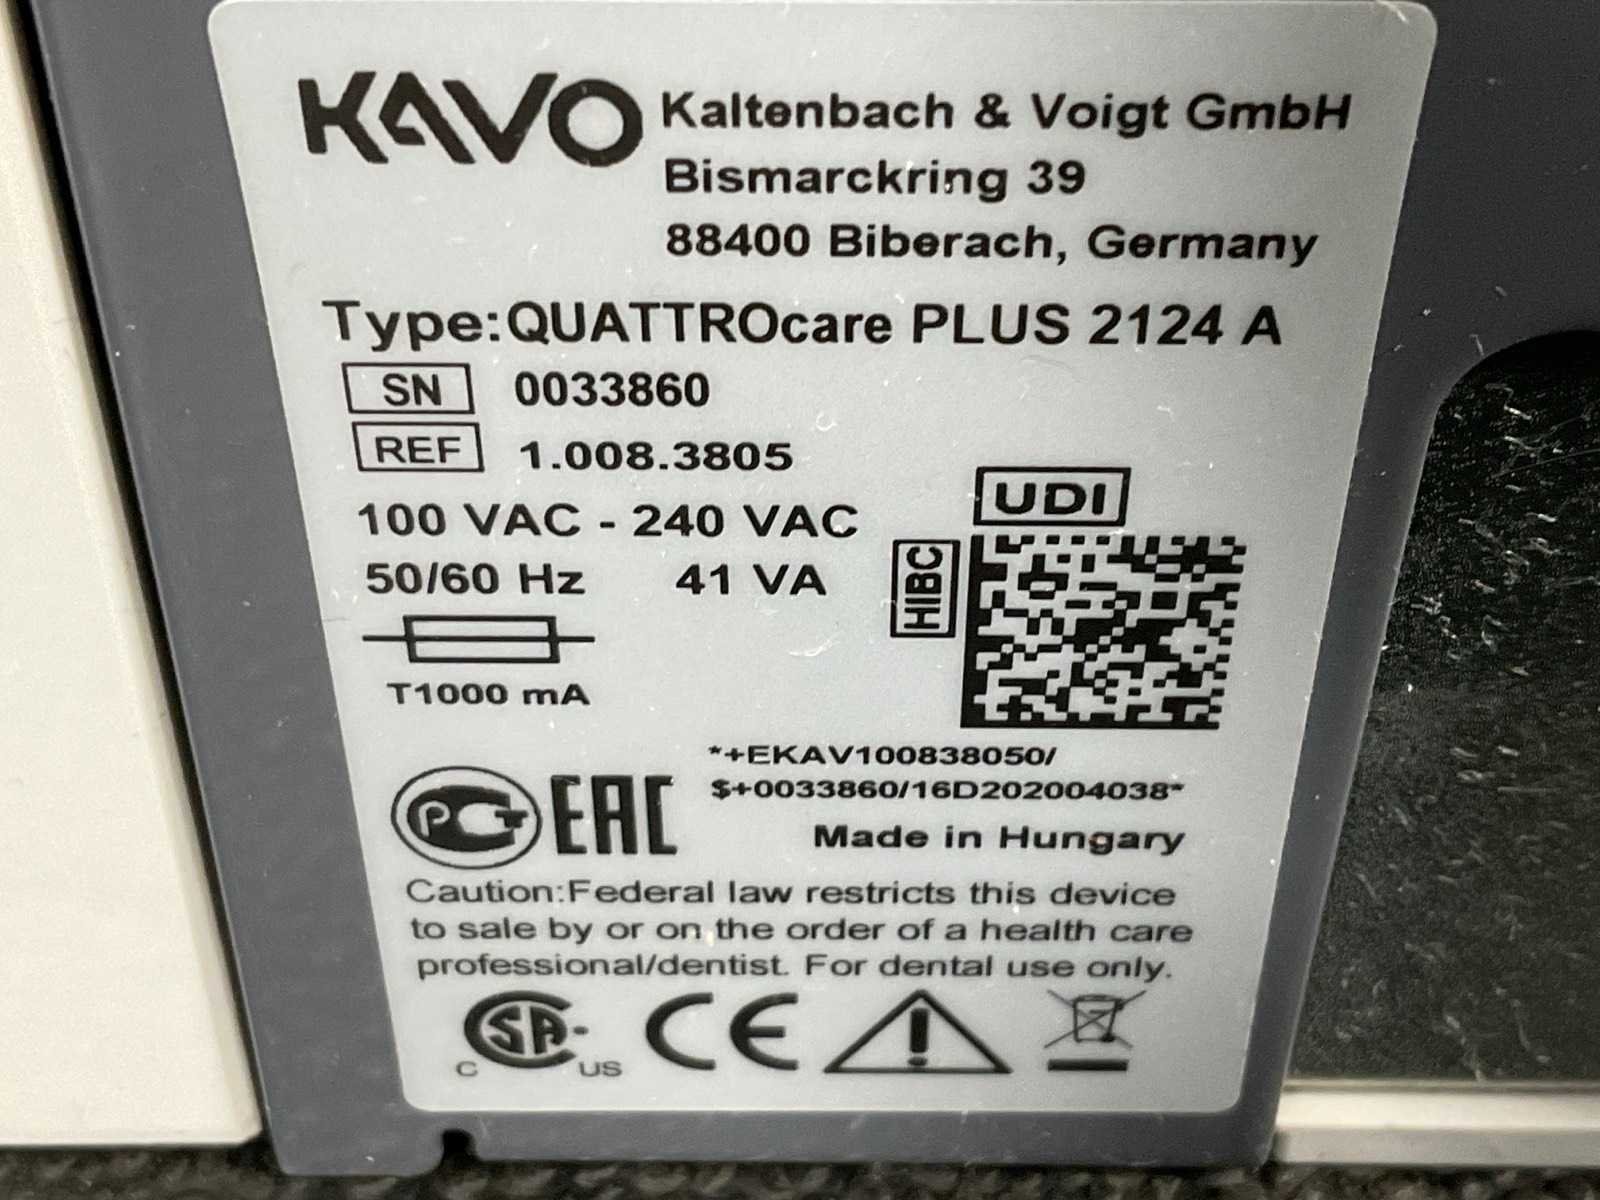 KAVO
Kaltenbach & Voigt GmbH
Bismarckring 39
88400 Biberach, Germany
Type:QUATTROcare PLUS 2124 A
SN 0033860
REF 1.008.3805
100 VAC - 240 VAC
50/60 Hz 41 VA
T1000 mA
UDI
HIBC
*+EKAV100838050/
$+0033860/16D202004038*
Made in Hungary
PCT EAC
Caution:Federal law restricts this device
to sale by or on the order of a health care
professional/dentist. For dental use only.
C SA US CE